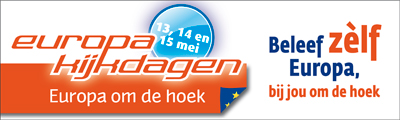 europa
kijkdagen
13, 14 en
15 mei
Europa om de hoek
Beleef zèlf
Europa,
bij jou om de hoek